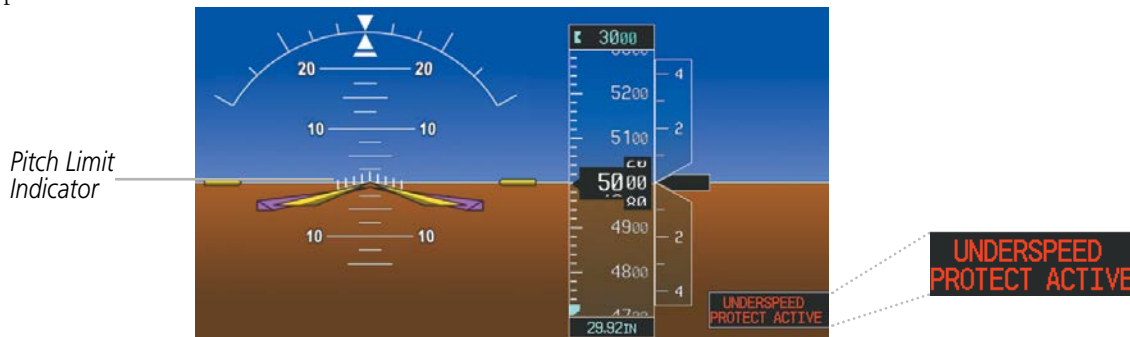 3000
20 20
5200
4
10 10
5100
2
Pitch Limit
Indicator
5000
80
4900
10 10
2
4800
4
UNDERSPEED
PROTECT ACTIVE
29.92IN
UNDERSPEED
PROTECT ACTIVE